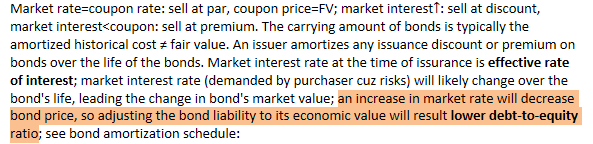 Market rate=coupon rate: sell at par, coupon price=FV; market interest↑: sell at discount,
market interest<coupon: sell at premium. The carrying amount of bonds is typically the
amortized historical cost ≠ fair value. An issuer amortizes any issuance discount or premium on
bonds over the life of the bonds. Market interest rate at the time of issurance is effective rate
of interest; market interest rate (demanded by purchaser cuz risks) will likely change over the
bond's life, leading the change in bond's market value; an increase in market rate will decrease
bond price, so adjusting the bond liability to its economic value will result lower debt-to-equity
ratio; see bond amortization schedule: